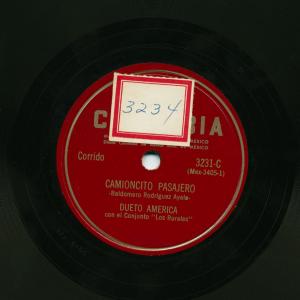 3234
Corrido
3231-C
(Mex-3405-1)
CAMIONCITO PASAJERO
-Baldomero Rodriguez Ayala-
DUETO AMERICA
con el Conjunto "Los Rurales"